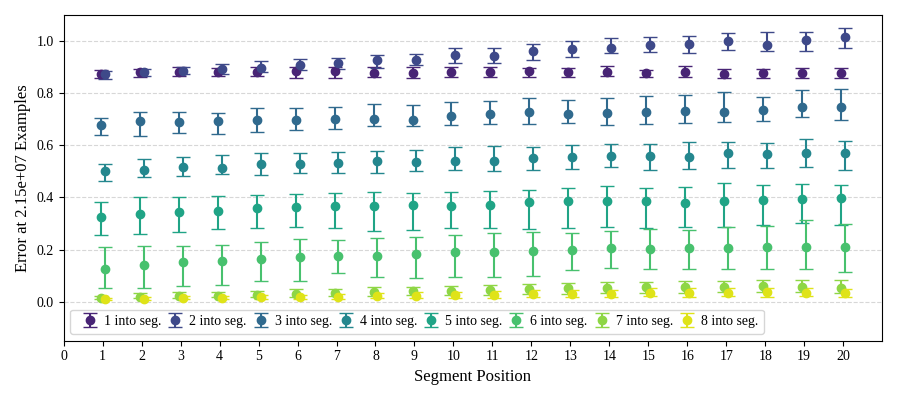 Error at 2.15e+07 Examples
1.0
0.8
0.6
0.4
0.2
0.0
1 into seg. 2 into seg. 3 into seg. 4 into seg. 5 into seg. 6 into seg. 7 into seg. 8 into seg.
0 1 2 3 4 5 6 7 8 9 10 11 12 13 14 15 16 17 18 19 20
Segment Position